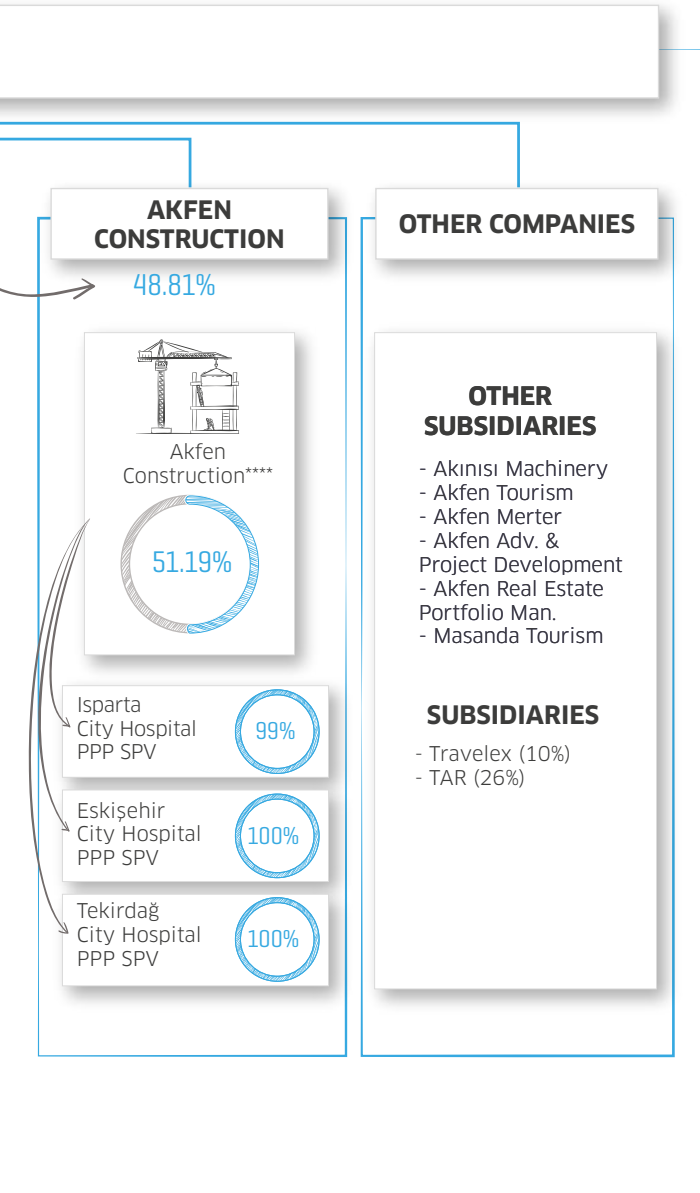 AKFEN
CONSTRUCTION
48.81%
Akfen
Construction****
51.19%
Isparta
City Hospital
PPP SPV
99%
Eskişehir
City Hospital
PPP SPV
100%
Tekirdağ
City Hospital
PPP SPV
100%
OTHER COMPANIES
OTHER
SUBSIDIARIES
- Akınısı Machinery
- Akfen Tourism
- Akfen Merter
- Akfen Adv. &
Project Development
- Akfen Real Estate
Portfolio Man.
- Masanda Tourism
SUBSIDIARIES
- Travelex (10%)
- TAR (26%)